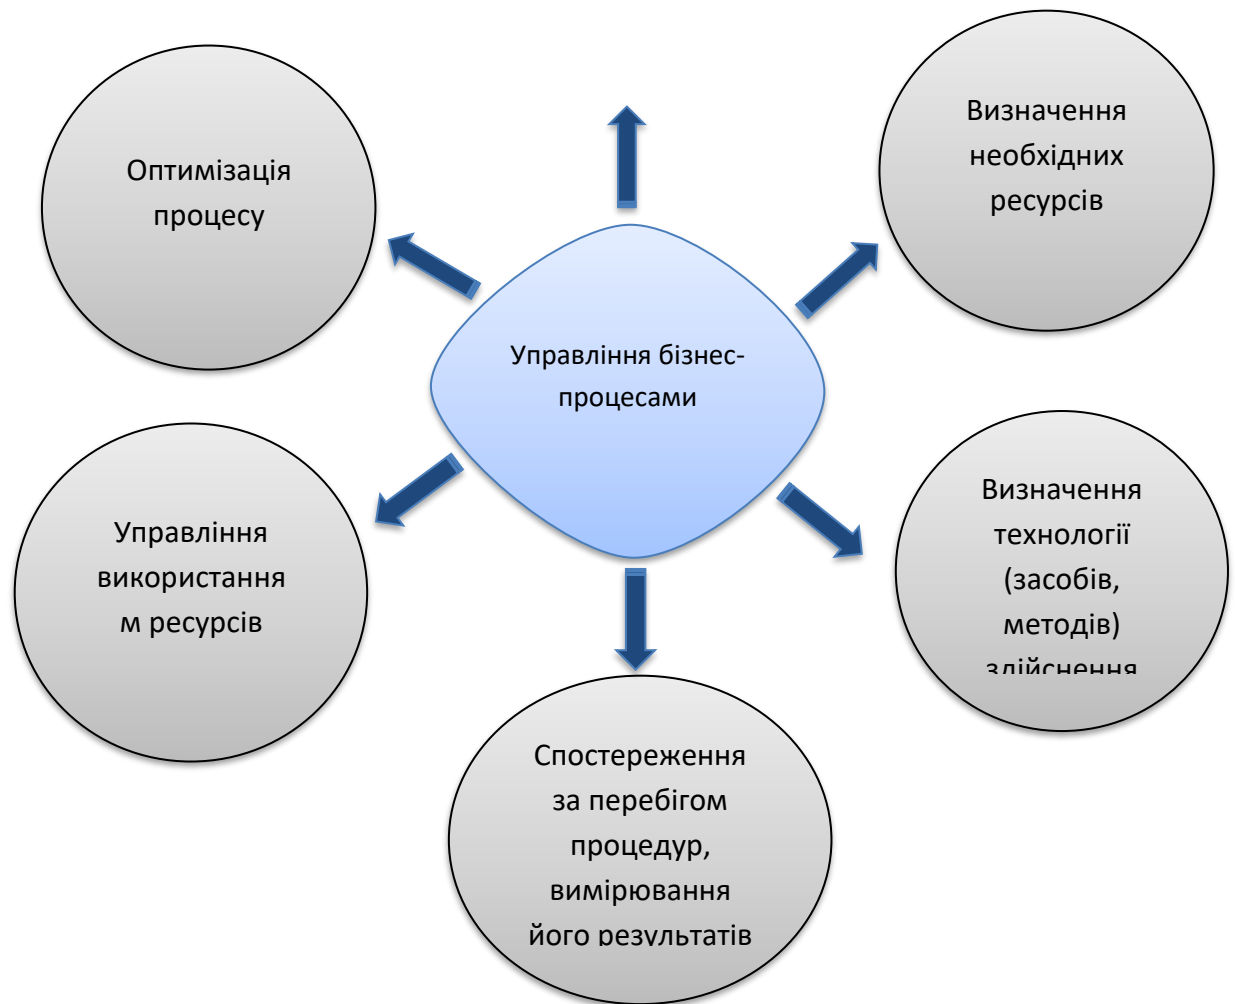 Оптимізація
процесу
Визначення
необхідних
ресурсів
Управління бізнес-
процесами
Управління
використання
м ресурсів
Визначення
технології
(засобів,
методів)
здійснення
Спостереження
за перебігом
процедур,
вимірювання
його результатів